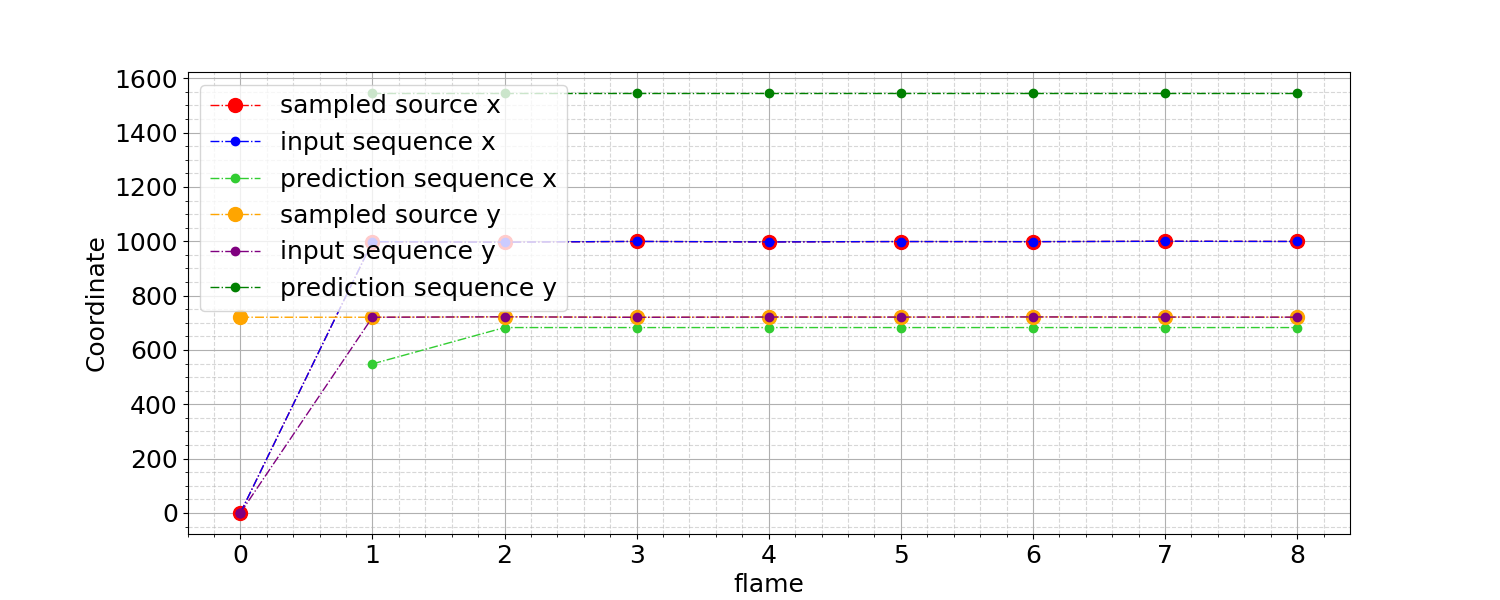 1600
1400
1200
1000
800
600
400
200
0
Coordinate
sampled source x
input sequence x
prediction sequence x
sampled source y
input sequence y
prediction sequence y
0 1 2 3 4 5 6 7 8
flame